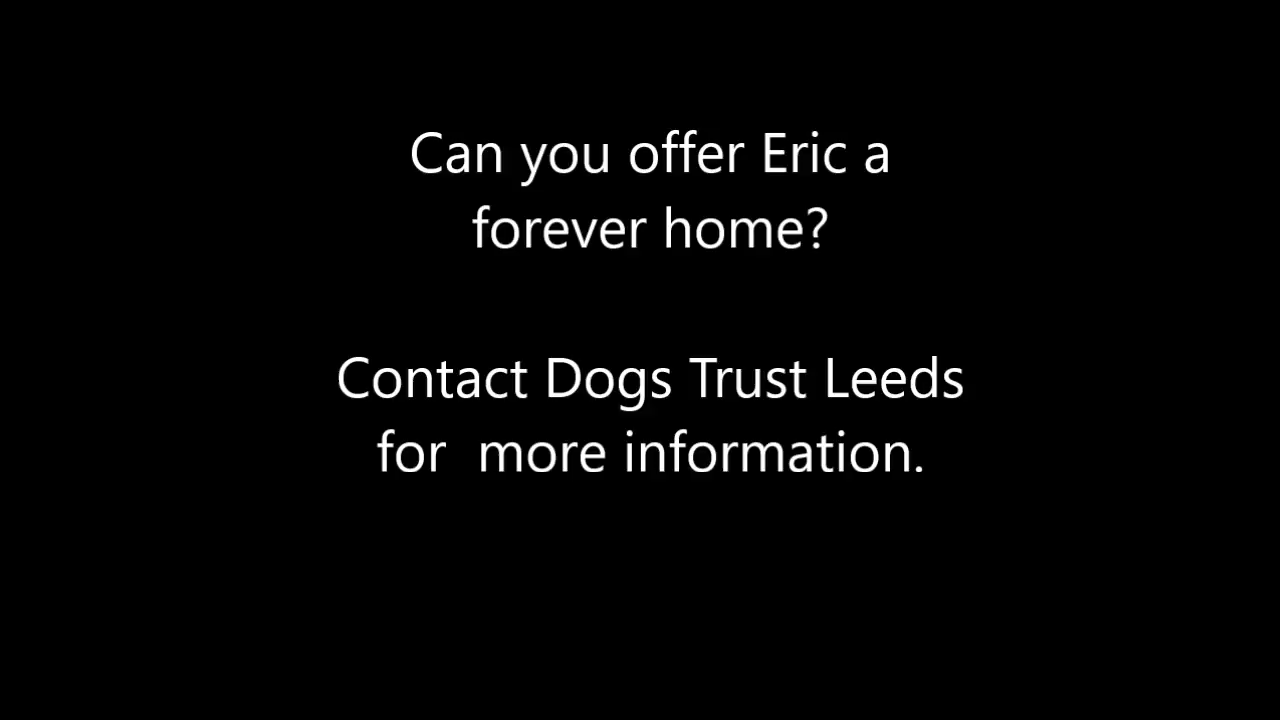 Can you offer Eric a
forever home?
Contact Dogs Trust Leeds
for  more information.